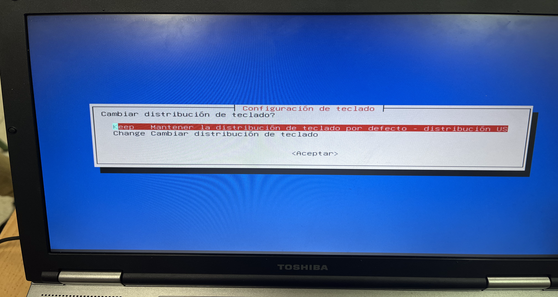 Configuración de teclado
Cambiar distribución de teclado?
Keep Mantener la distribución de teclado por defecto - distribución US
Change Cambiar distribución de teclado
<Aceptar>
TOSHIBA